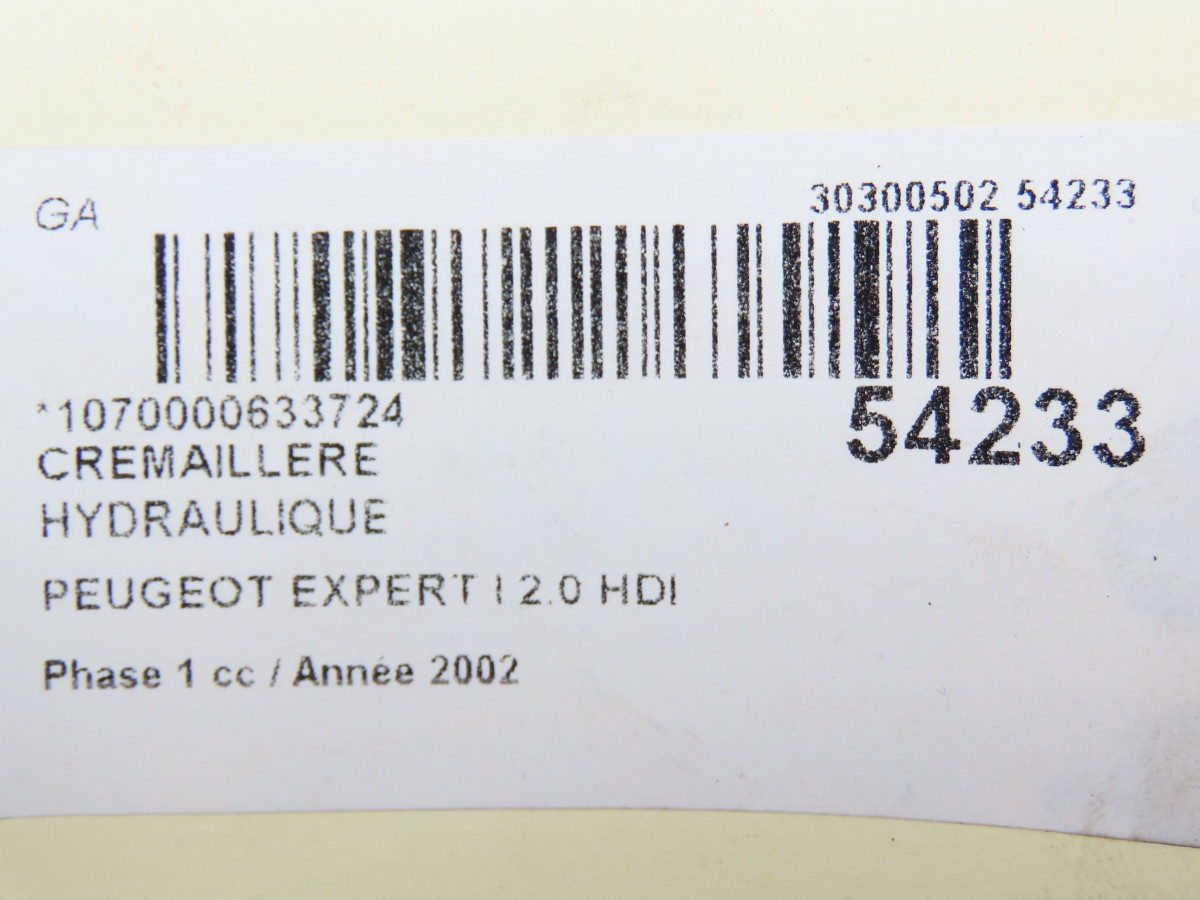 GA
30300502 54233
*1070000633724
54233
CREMAILLERE
HYDRAULIQUE
PEUGEOT EXPERT I 2.0 HDI
Phase 1 cc / Année 2002